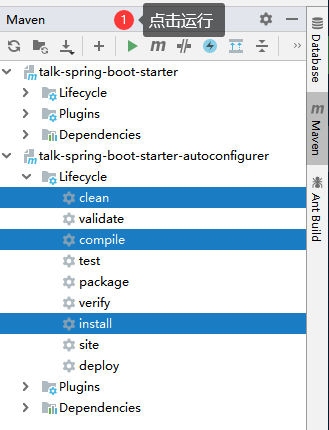 Maven
1 点击运行
talk-spring-boot-starter
Lifecycle
Plugins
Dependencies
talk-spring-boot-starter-autoconfigurer
Lifecycle
clean
validate
compile
test
package
verify
install
site
deploy
Plugins
Dependencies
Database
Maven
Ant Build